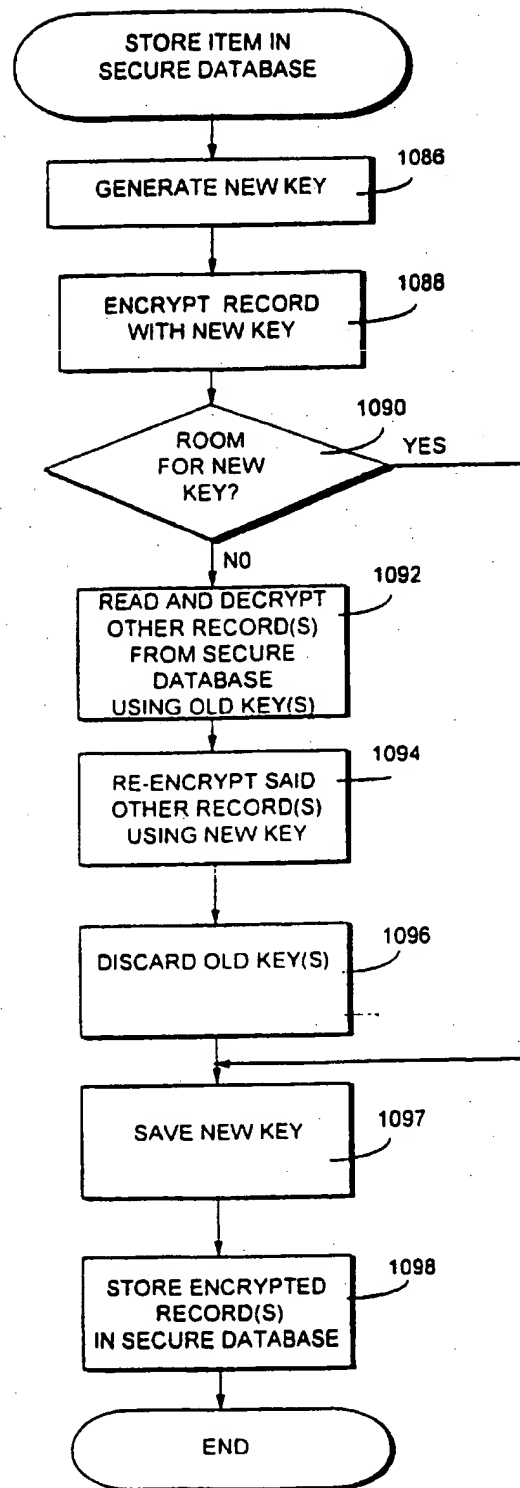 STORE ITEM IN
SECURE DATABASE
1086
GENERATE NEW KEY
1088
ENCRYPT RECORD
WITH NEW KEY
1090
ROOM
FOR NEW
KEY?
YES
NO
1092
READ AND DECRYPT
OTHER RECORD(S)
FROM SECURE
DATABASE
USING OLD KEY(S)
1094
RE-ENCRYPT SAID
OTHER RECORD(S)
USING NEW KEY
1096
DISCARD OLD KEY(S)
SAVE NEW KEY
1097
1098
STORE ENCRYPTED
RECORD(S)
IN SECURE DATABASE
END